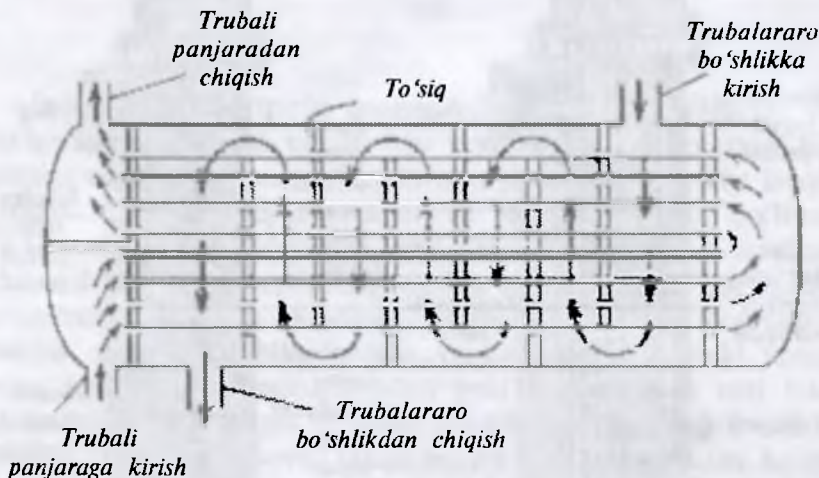 Trubali
panjaradan
chiqish
To'siq
Trubalararo
bo'shlikka
kirish
Trubali
panjaraga kirish
Trubalararo
bo'shlikdan chiqish